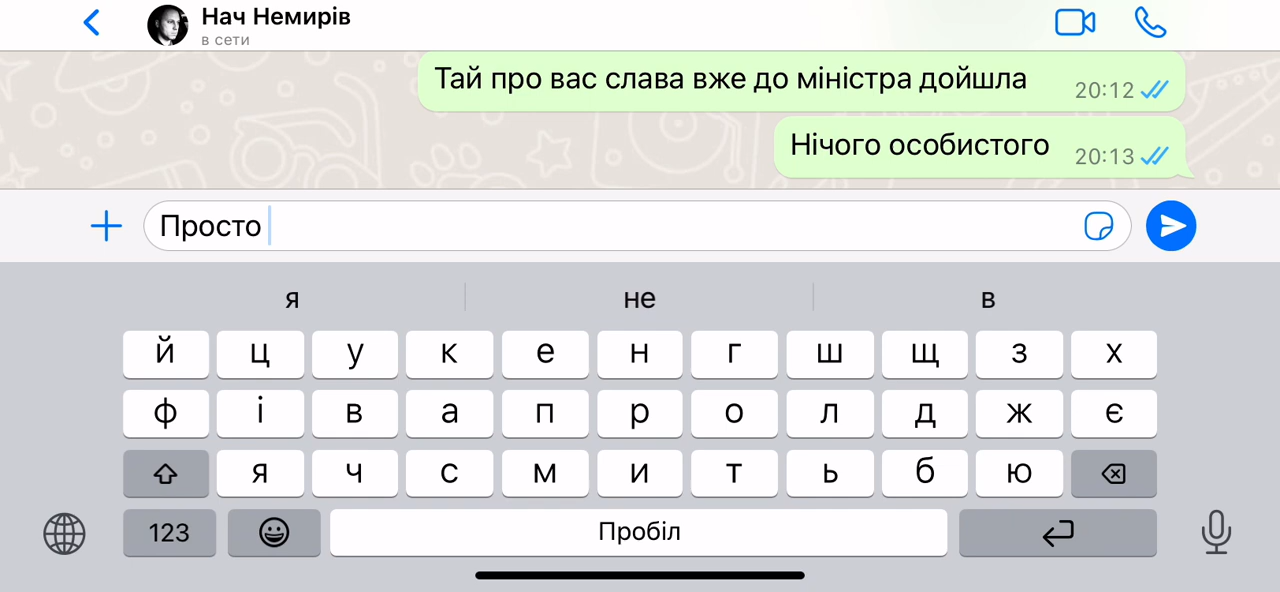 Нач Немирів
в сети
Тай про вас слава вже до міністра дойшла 20:12
Нічого особистого 20:13
Просто
я не в
й ц у к е н г ш щ з х
ф і в а п р о л д ж є
я ч с м и т ь б ю
123 Пробіл